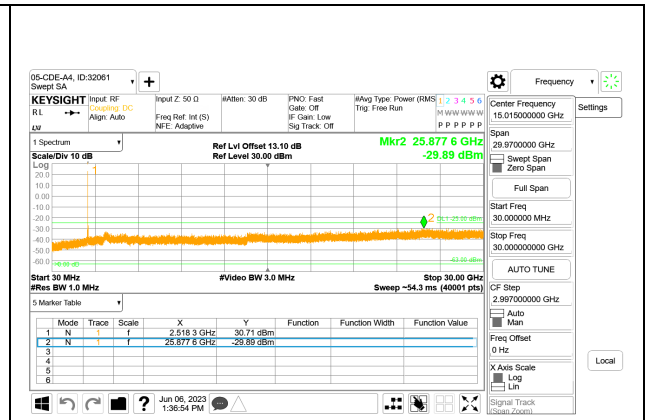 05-CDE-A4, ID:32061
Swept SA
Frequency
Settings
KEYSIGHT
RL
Input: RF
Coupling: DC
Align: Auto
Input Z: 50 Ω
Freq Ref: Int (S)
NFE: Adaptive
#Atten: 30 dB
PNO: Fast
Gate: Off
IF Gain: Low
Sig Track: Off
#Avg Type: Power (RMS
Trig: Free Run
1 2 3 4 5 6
M W W W W W
P P P P P P
1 Spectrum
Scale/Div 10 dB
Log
Ref Lvl Offset 13.10 dB
Ref Level 30.00 dBm
Mkr2 25.877 6 GHz
-29.89 dBm
20.0
10.0
0.00
-10.0
-20.0
-30.0
-40.0
-50.0
-60.0
2
Start 30 MHz
#Res BW 1.0 MHz
#Video BW 3.0 MHz
Stop 30.00 GHz
Sweep ~54.3 ms (40001 pts)
5 Marker Table
Mode Trace Scale X Y Function Function Width Function Value
1 N 1 f 2.518 3 GHz 30.71 dBm
2 N 1 f 25.877 6 GHz -29.89 dBm
3
4
5
6
Jun 06, 2023
1:36:54 PM
Center Frequency
15.015000000 GHz
Span
29.9700000 GHz
Swept Span
Zero Span
Full Span
Start Freq
30.000000 MHz
Stop Freq
30.000000000 GHz
AUTO TUNE
CF Step
2.997000000 GHz
Auto
Man
Freq Offset
0 Hz
X Axis Scale
Log
Lin
Signal Track
(Span Zoom)
Local